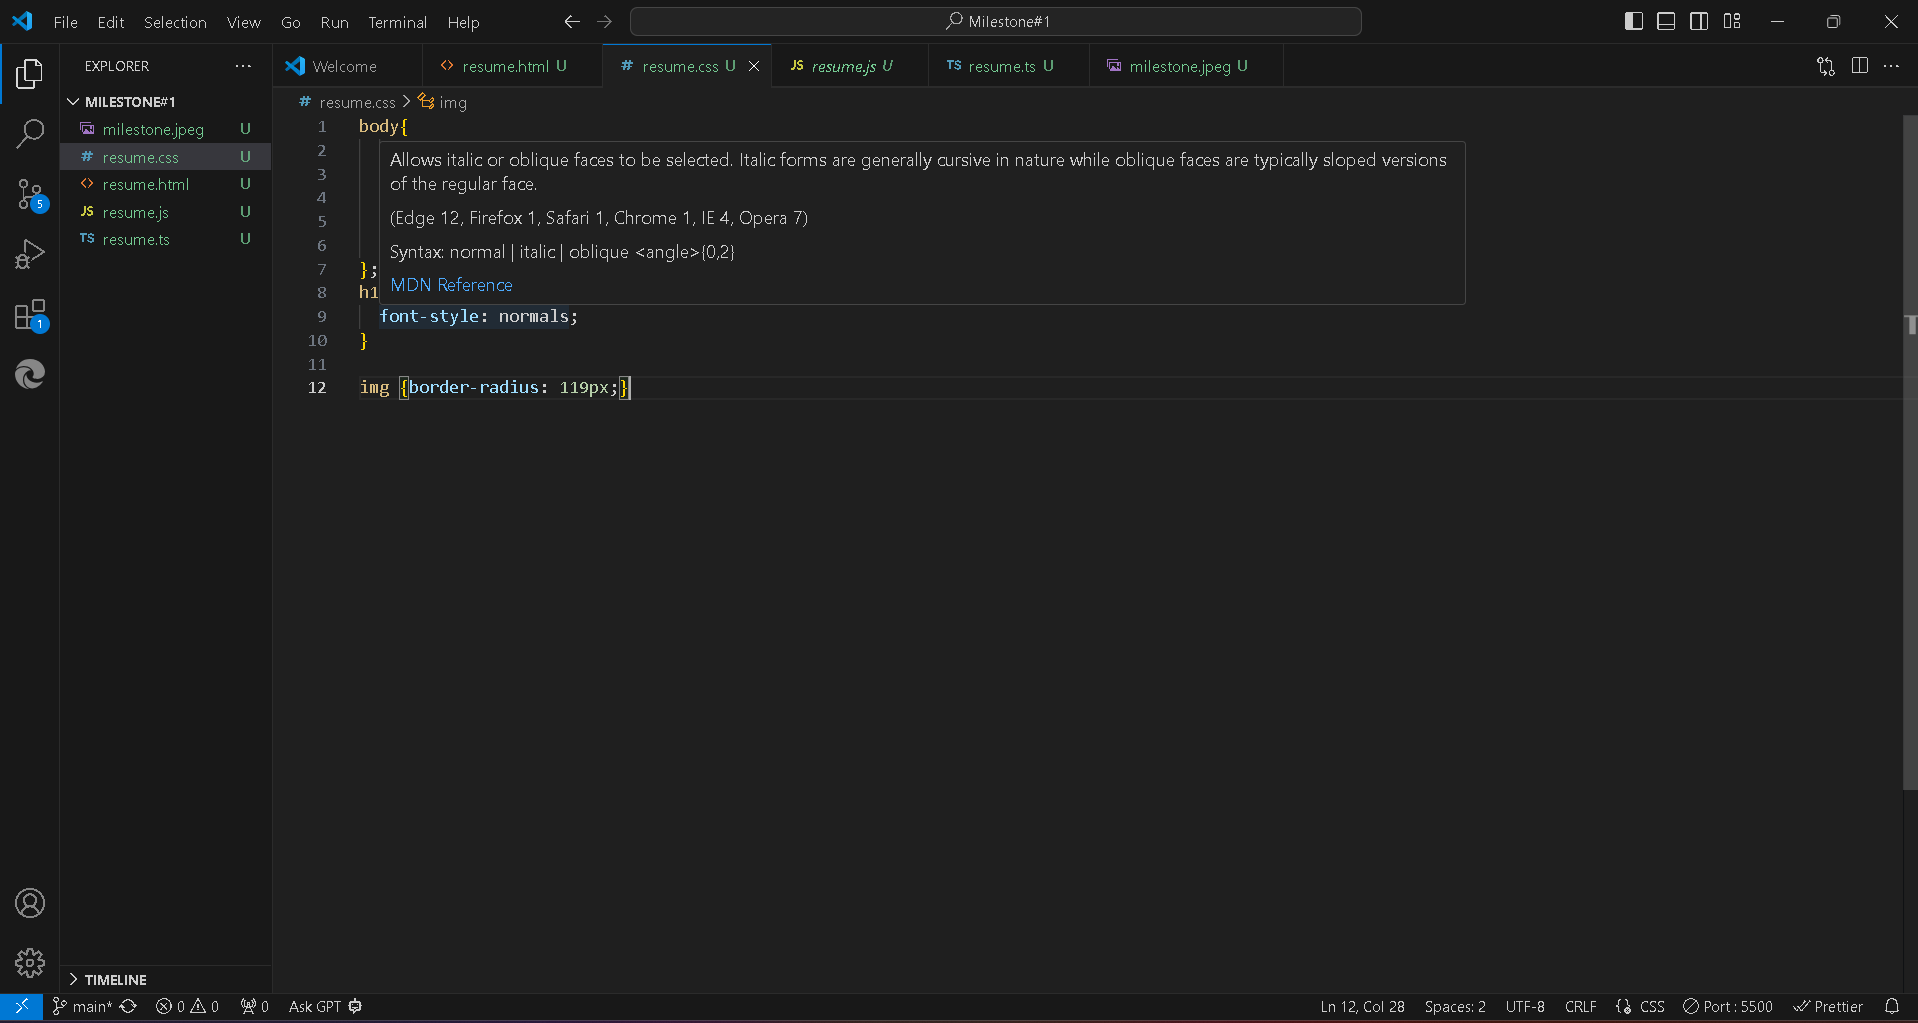 File Edit Selection View Go Run Terminal Help
Milestone#1
EXPLORER
MILESTONE#1
milestone.jpeg U
resume.css U
resume.html U
resume.js U
resume.ts U
5
1
Welcome
resume.html U
resume.css U
JS resume.js U
TS resume.ts U
milestone.jpeg U
# resume.css > img
1 body{
2
3
4
5
6
7 };
8 h1
9 font-style: normals;
10 }
11
12 img {border-radius: 119px;}
Allows italic or oblique faces to be selected. Italic forms are generally cursive in nature while oblique faces are typically sloped versions
of the regular face.
(Edge 12, Firefox 1, Safari 1, Chrome 1, IE 4, Opera 7)
Syntax: normal | italic | oblique <angle>{0,2}
MDN Reference
TIMELINE
main* 0 0 0 Ask GPT
Ln 12, Col 28 Spaces: 2 UTF-8 CRLF CSS Port : 5500 Prettier